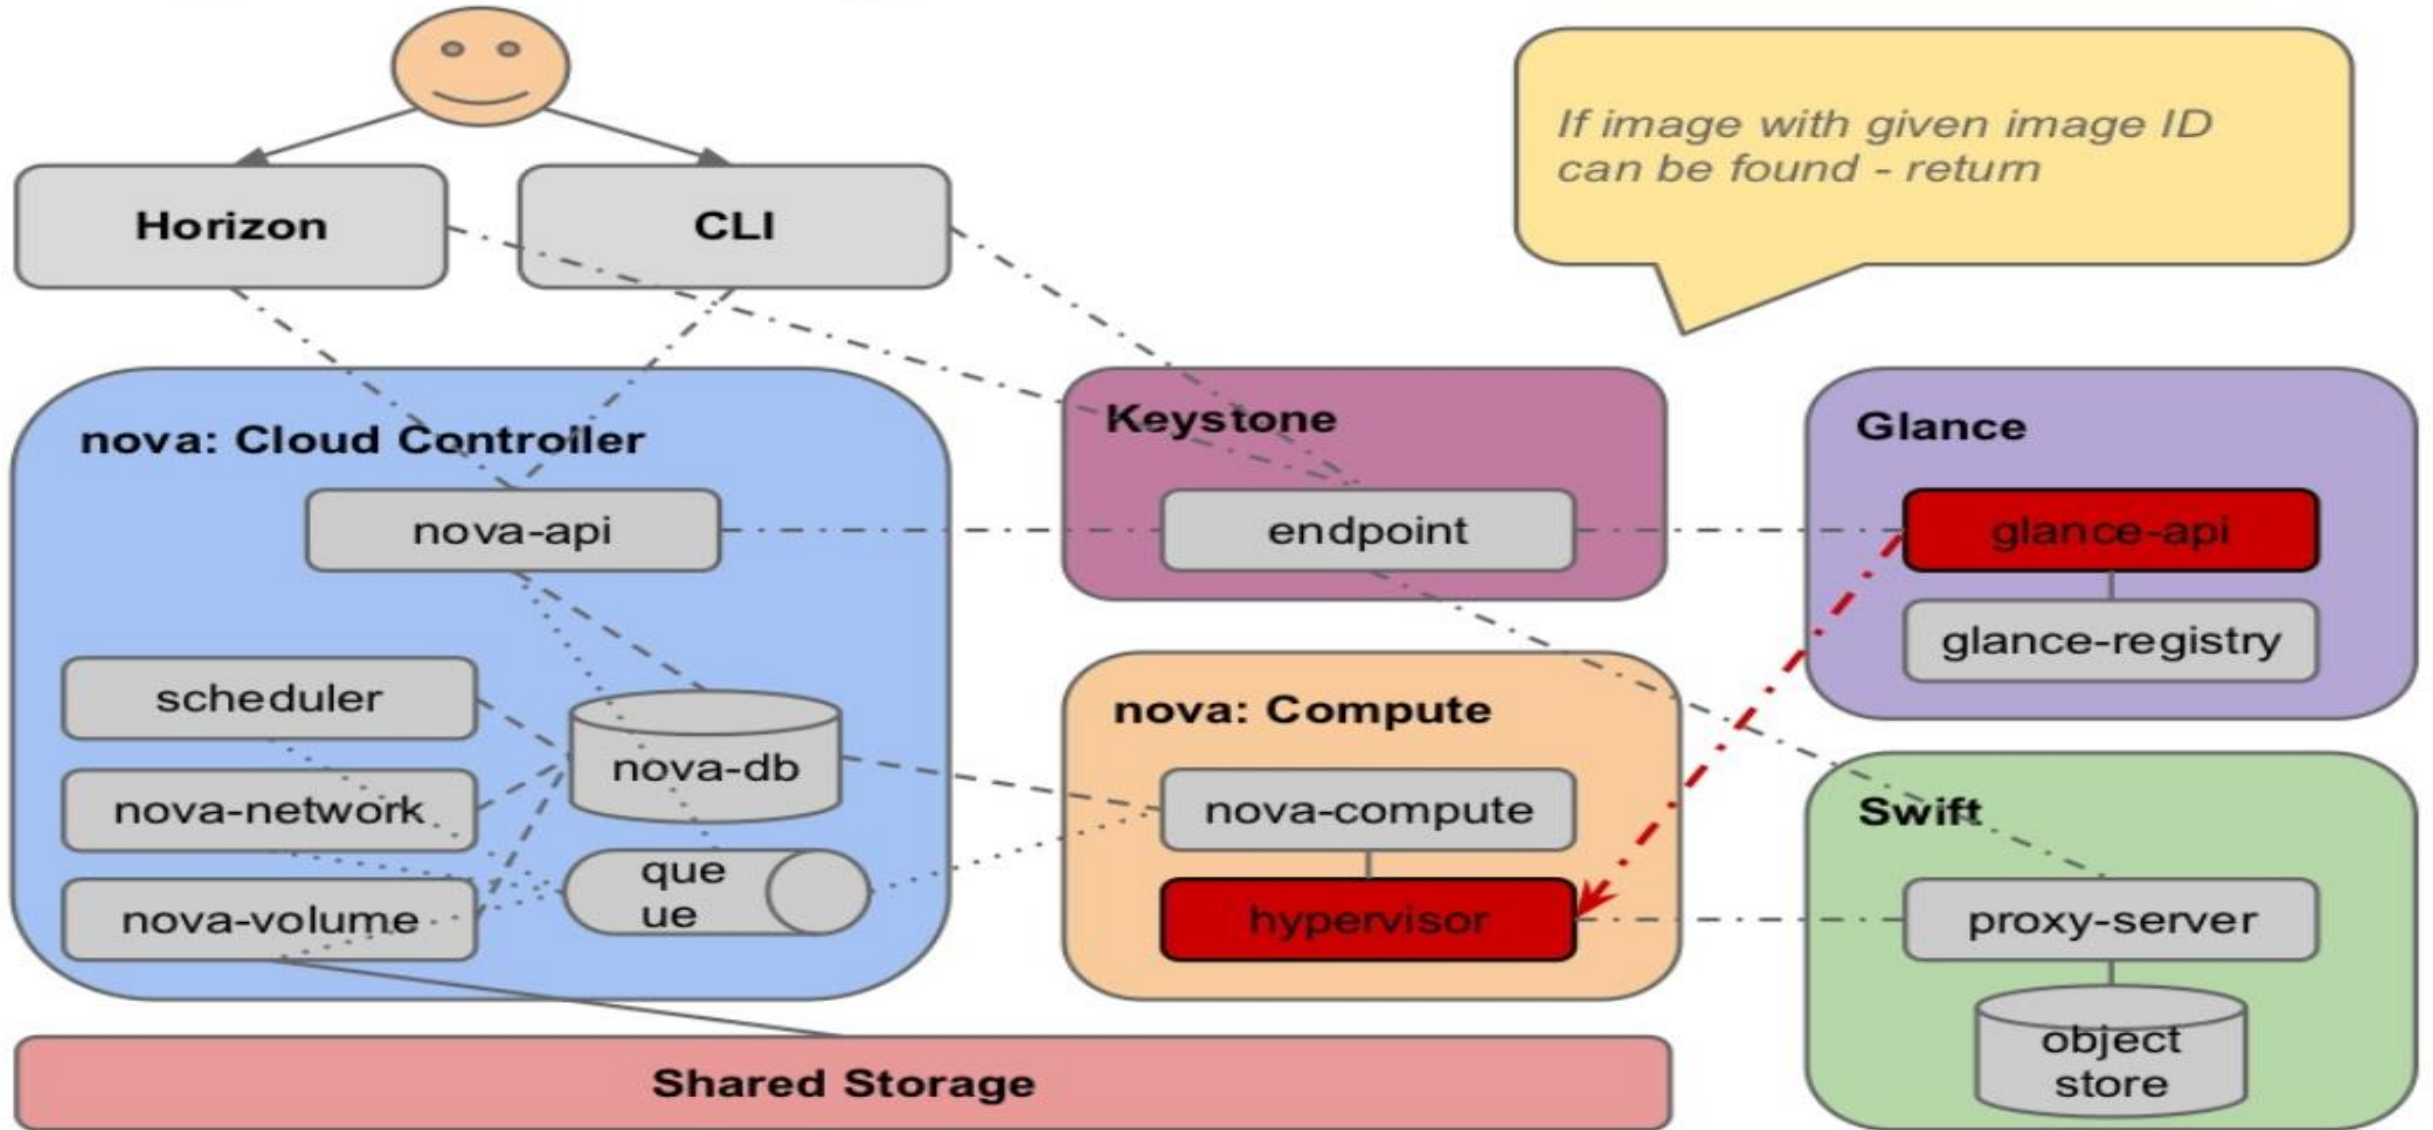 If image with given image ID
can be found - return
Horizon
CLI
nova: Cloud Controller
Keystone
Glance
nova-api
endpoint
glance-api
glance-registry
scheduler
nova-db
nova: Compute
nova-network
nova-compute
Swift
que
ue
nova-volume
hypervisor
proxy-server
object
store
Shared Storage